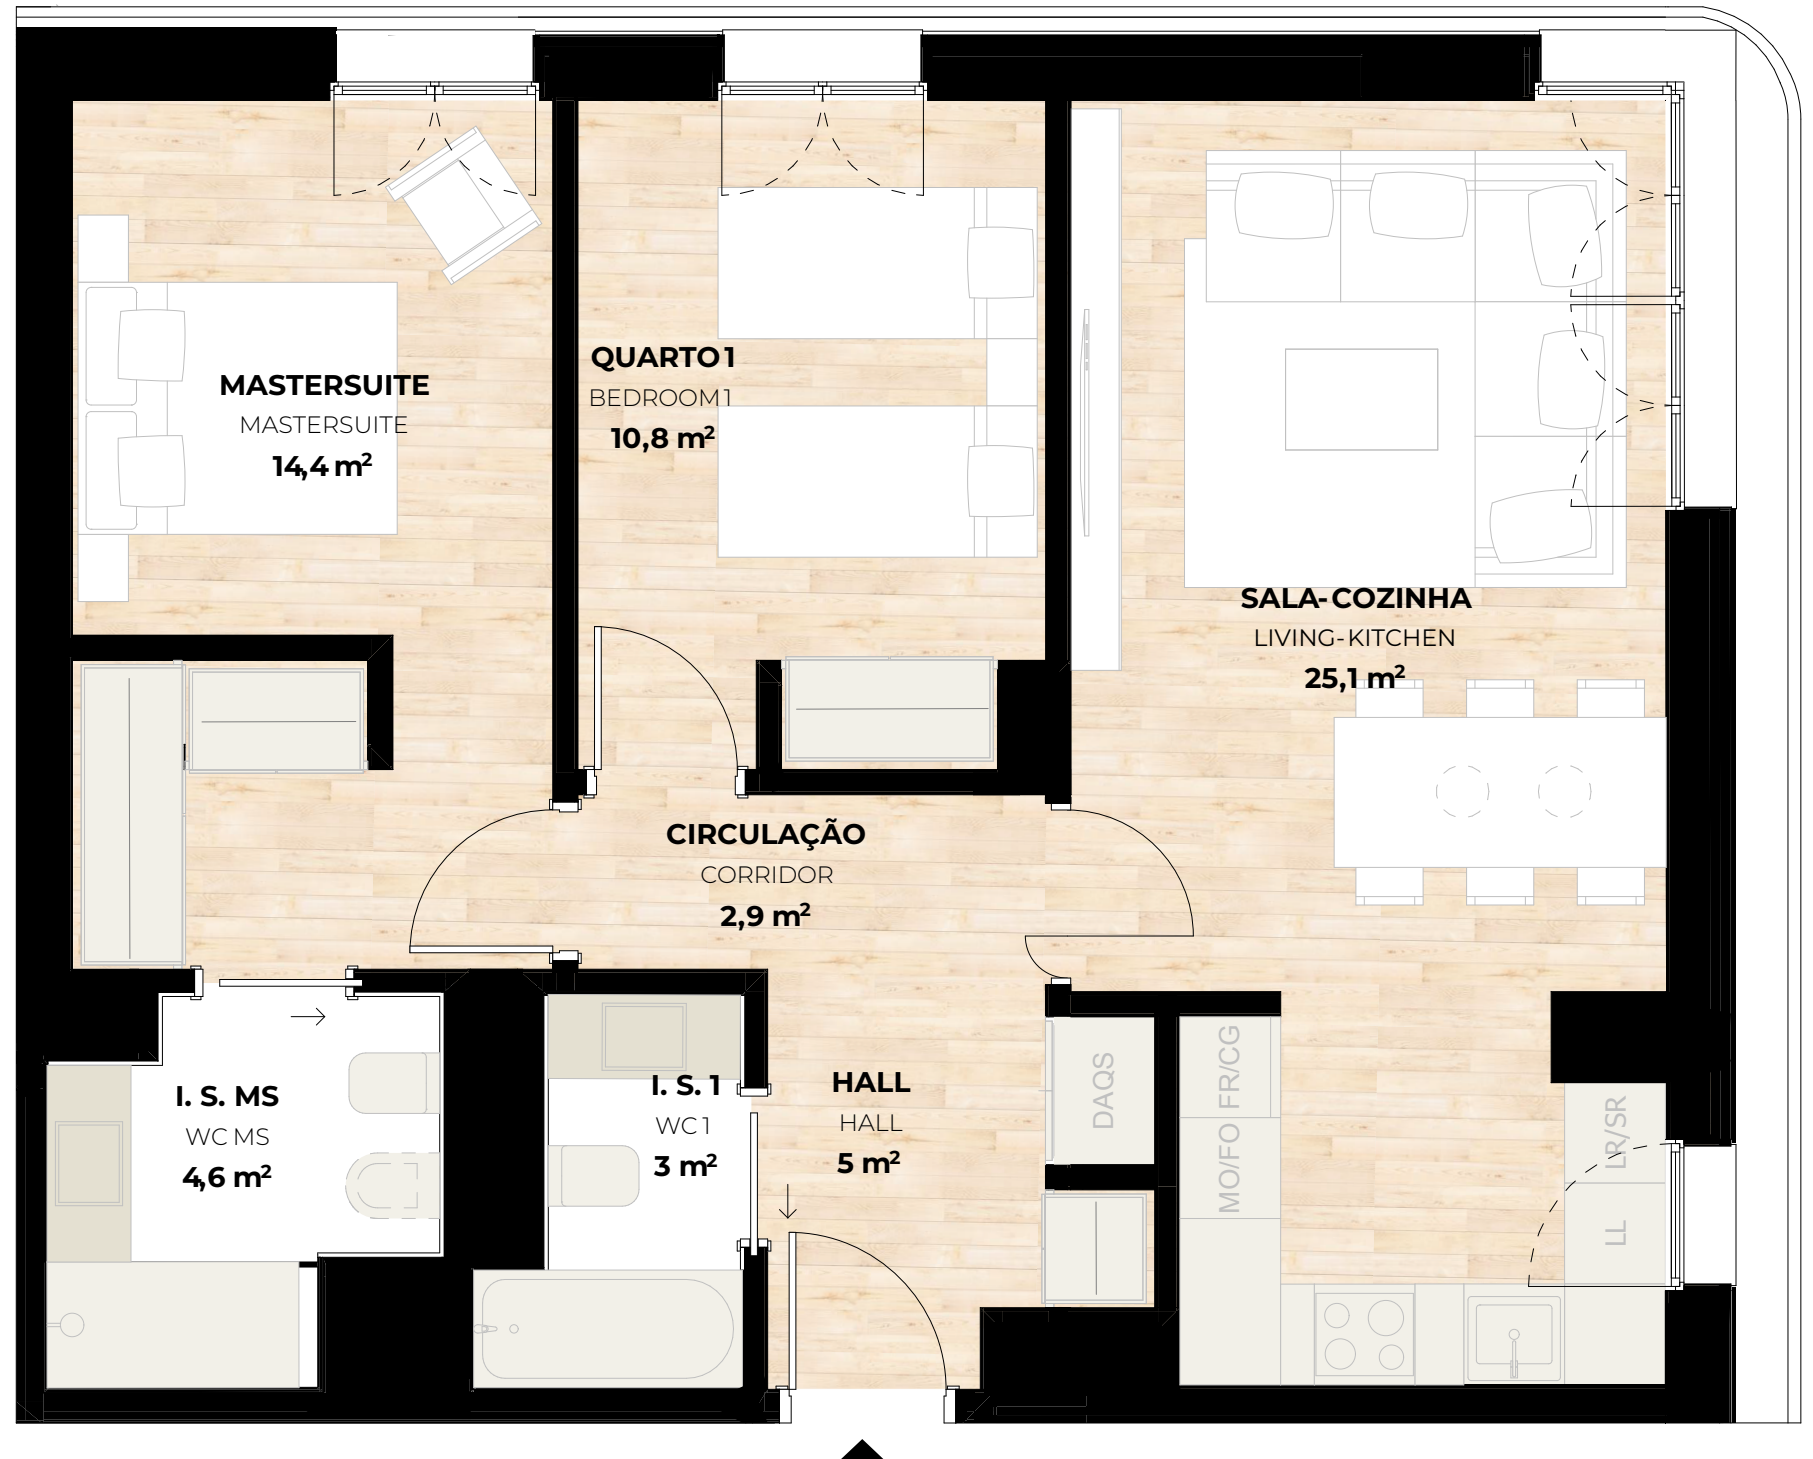 MASTERSUITE
MASTERSUITE
14,4 m²
QUARTO 1
BEDROOM 1
10,8 m²
SALA-COZINHA
LIVING-KITCHEN
25,1 m²
CIRCULAÇÃO
CORRIDOR
2,9 m²
I. S. MS
WC MS
4,6 m²
I. S. 1
WC 1
3 m²
HALL
HALL
5 m²
DAQS
MO/FO FR/CG
LR/SR
LL